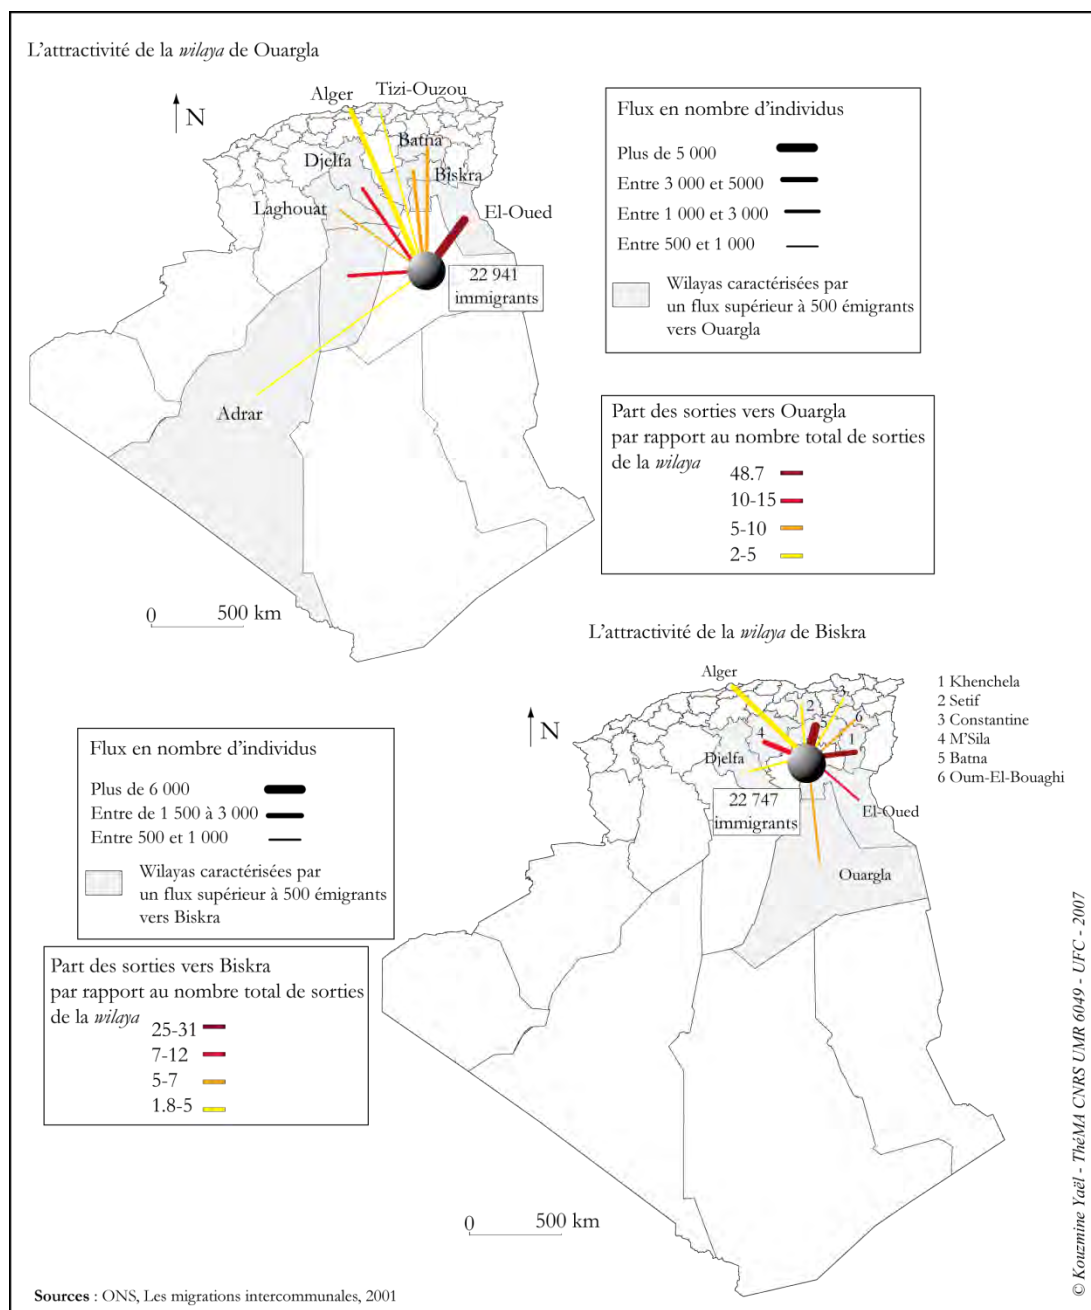 L'attractivité de la wilaya de Ouargla
N
Alger
Tizi-Ouzou
Batna
Djelfa
Biskra
Laghouat
El-Oued
22 941
immigrants
Adrar
0 500 km
Flux en nombre d'individus
Plus de 5 000
Entre 3 000 et 5000
Entre 1 000 et 3 000
Entre 500 et 1 000
Wilayas caractérisées par
un flux supérieur à 500 émigrants
vers Ouargla
Part des sorties vers Ouargla
par rapport au nombre total de sorties
de la wilaya
48.7
10-15
5-10
2-5
L'attractivité de la wilaya de Biskra
N
Alger
2
3
5
6
4
1
Djelfa
22 747
immigrants
El-Oued
Ouargla
0 500 km
1 Khenchela
2 Setif
3 Constantine
4 M'Sila
5 Batna
6 Oum-El-Bouaghi
Flux en nombre d'individus
Plus de 6 000
Entre de 1 500 à 3 000
Entre 500 et 1 000
Wilayas caractérisées par
un flux supérieur à 500 émigrants
vers Biskra
Part des sorties vers Biskra
par rapport au nombre total de sorties
de la wilaya
25-31
7-12
5-7
1.8-5
Sources : ONS, Les migrations intercommunales, 2001
© Kouzmine Yaël - ThéMA CNRS UMR 6049 - UFC - 2007